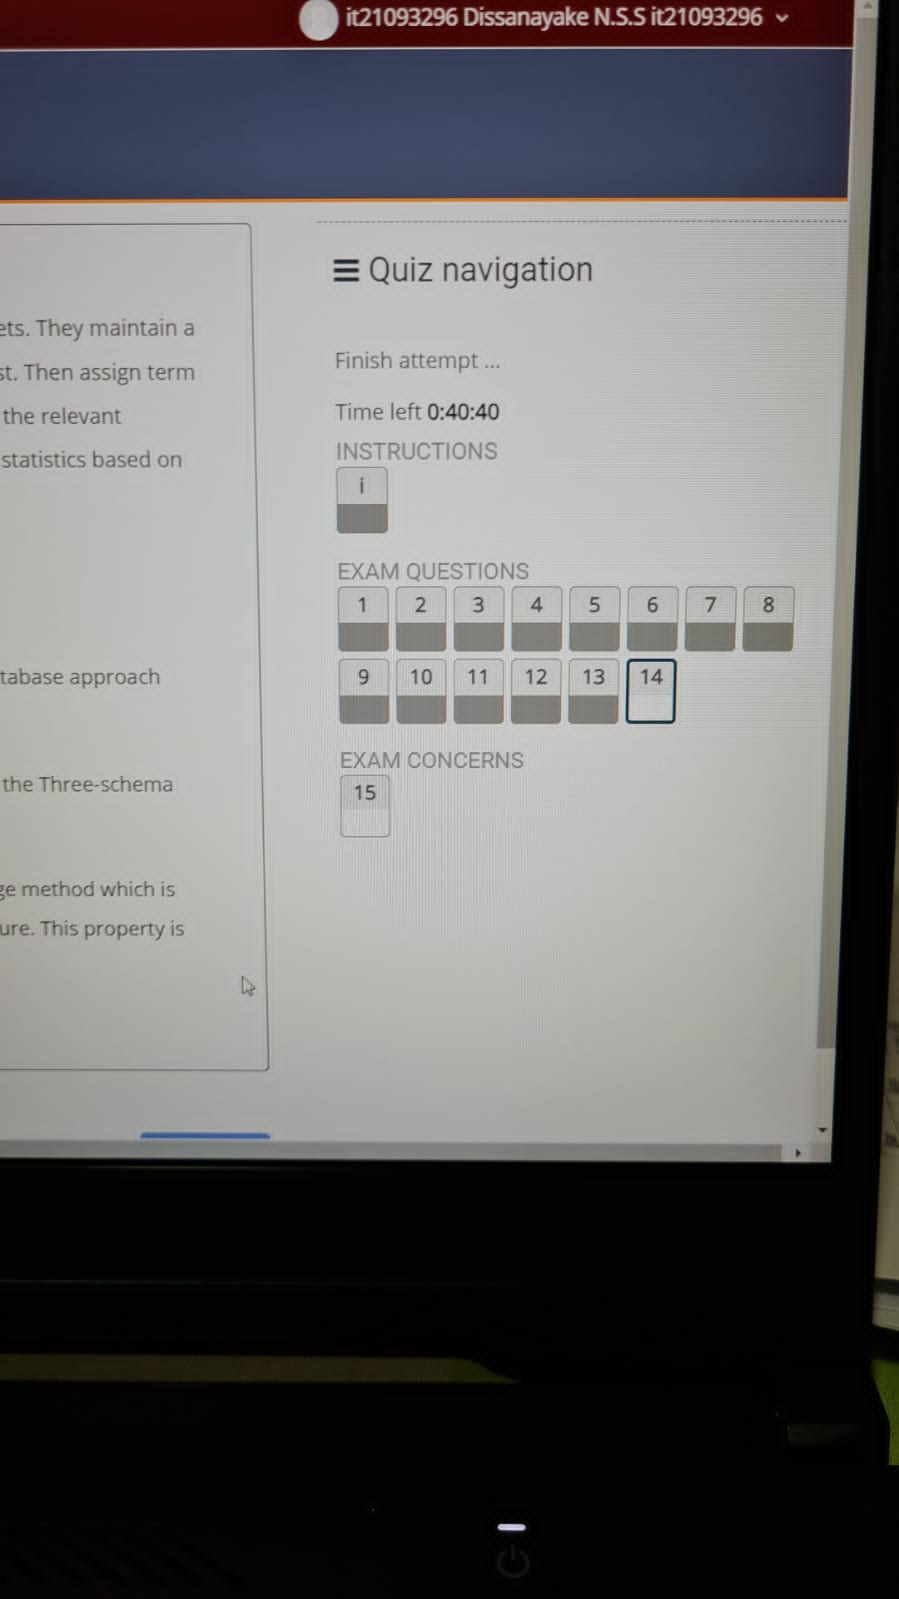 it21093296 Dissanayake N.S.S it21093296
ets. They maintain a
st. Then assign term
the relevant
statistics based on
tabase approach
the Three-schema
ge method which is
ure. This property is
Quiz navigation
Finish attempt ...
Time left 0:40:40
INSTRUCTIONS
i
EXAM QUESTIONS
1 2 3 4 5 6 7 8
9 10 11 12 13 14
EXAM CONCERNS
15